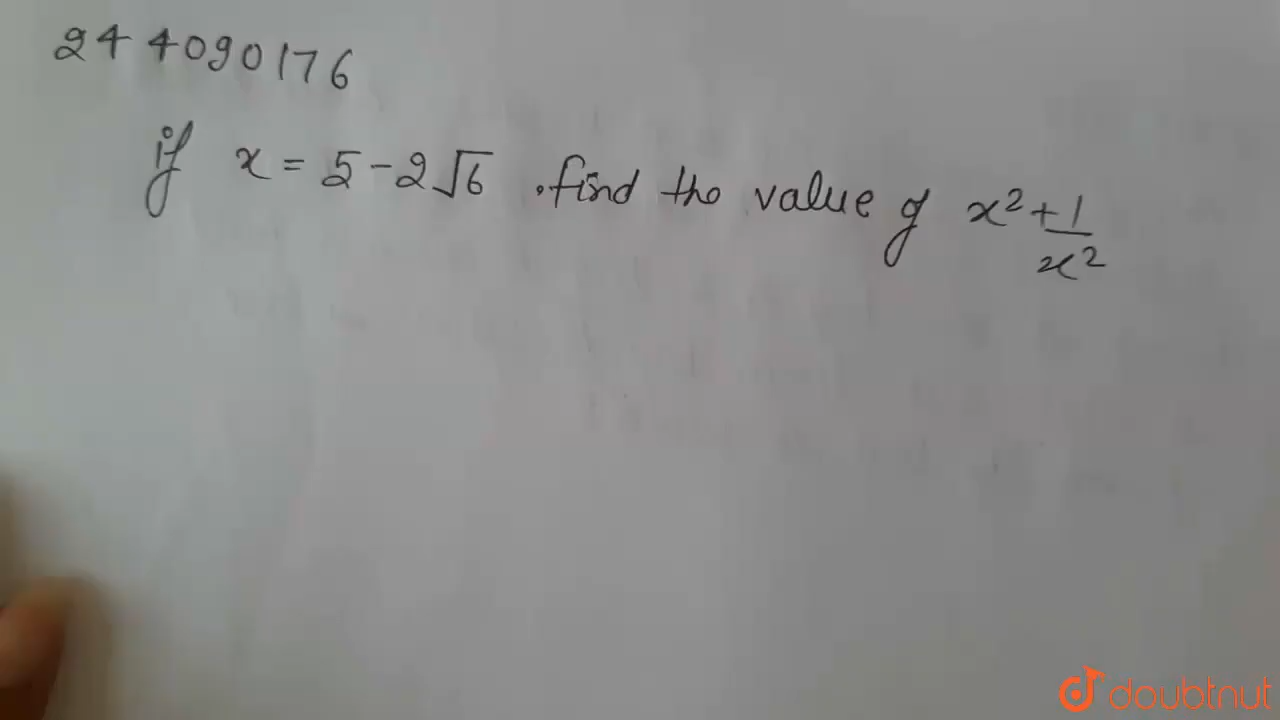 244090176
if x = 5 - 2√6 . find the value of x² + 1/x²
doubtnut